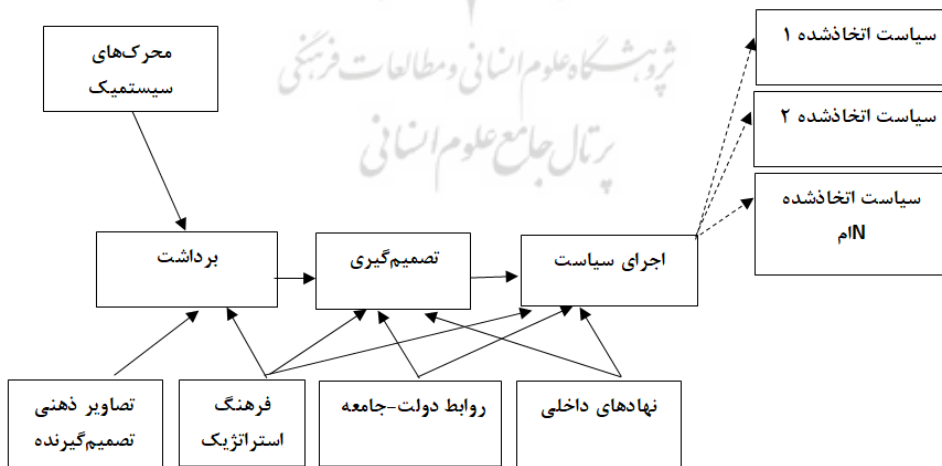 محرک‌های
سیستمیک
پژوهشگاه علوم انسانی و مطالعات فرهنگی
پرتال جامع علوم انسانی
سیاست اتخاذشده ۱
سیاست اتخاذشده ۲
سیاست اتخاذشده
Nام
برداشت
تصمیم‌گیری
اجرای سیاست
تصاویر ذهنی
تصمیم‌گیرنده
فرهنگ
استراتژیک
روابط دولت-جامعه
نهادهای داخلی